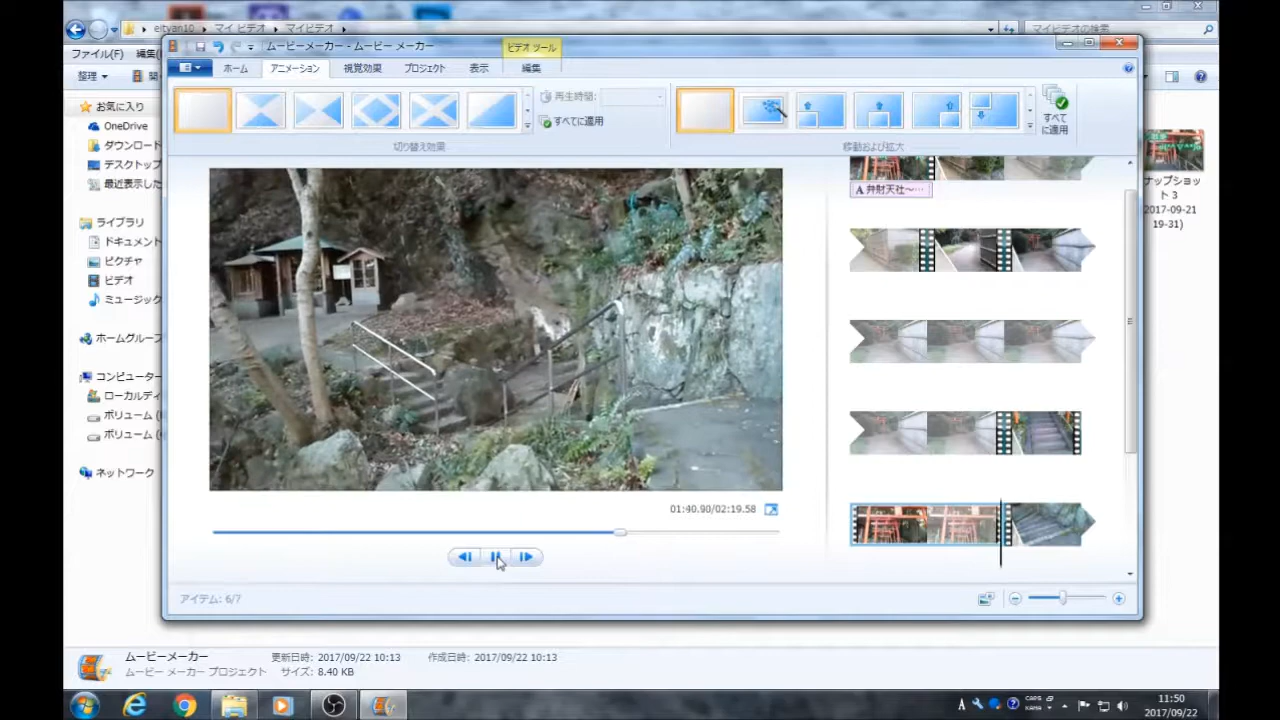 eityan10 ▸ マイ ビデオ ▸ マイビデオ ▸
マイビデオの検索
ファイル(F)
編集(
整理 ▼
開
ムービーメーカー - ムービー メーカー
ビデオ ツール
ホーム
アニメーション
視覚効果
プロジェクト
表示
編集
再生時間:
すべてに適用
切り替え効果
すべて
に適用
移動および拡大
お気に入り
OneDrive
ダウンロード
デスクトップ
最近表示した
ライブラリ
ドキュメント
ピクチャ
ビデオ
ミュージック
ホームグループ
コンピューター
ローカルディ
ボリューム (
ボリューム (
ネットワーク
A 弁財天社~…
ナップショッ
ト 3
2017-09-21
19-31)
01:40.90/02:19.58
アイテム: 6/7
ムービーメーカー
更新日時: 2017/09/22 10:13
作成日時: 2017/09/22 10:13
ムービー メーカー プロジェクト
サイズ: 8.40 KB
A
CAPS
KANA
11:50
2017/09/22